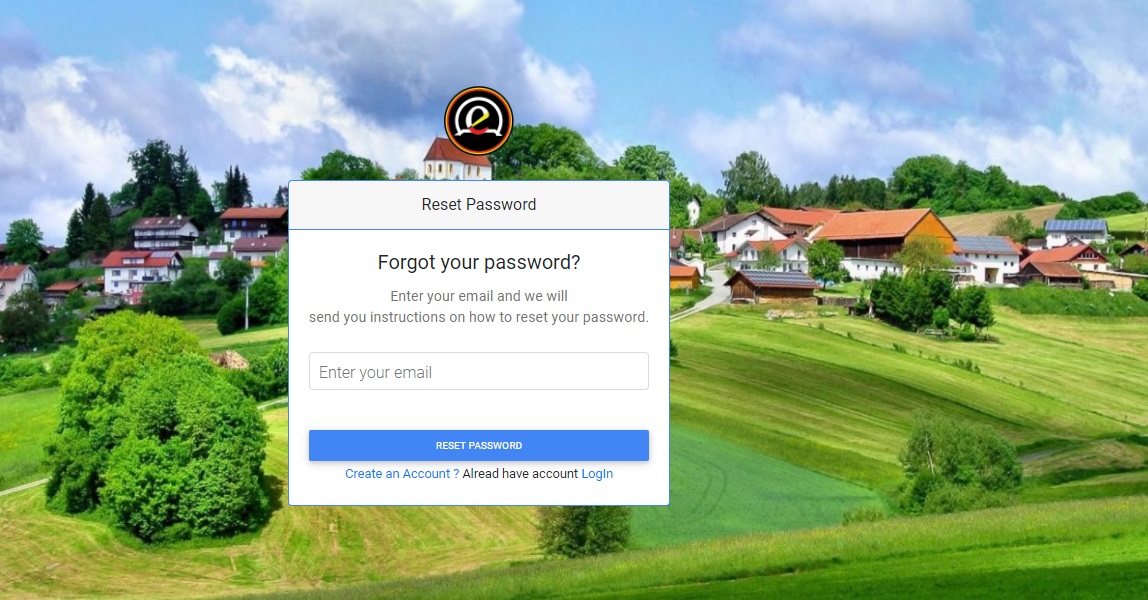 Reset Password
Forgot your password?
Enter your email and we will
send you instructions on how to reset your password.
Enter your email
RESET PASSWORD
Create an Account ? Alread have account LogIn